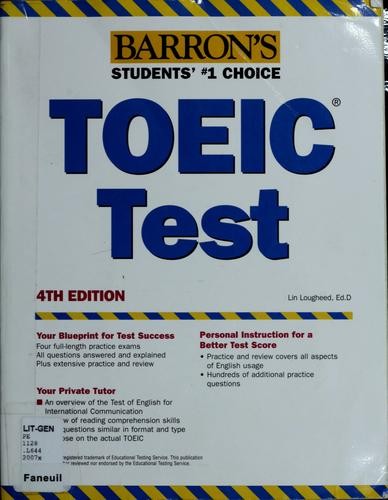 BARRON'S
STUDENTS' #1 CHOICE
TOEIC®
Test
4TH EDITION
Lin Lougheed, Ed.D
Your Blueprint for Test Success
Four full-length practice exams
All questions answered and explained
Plus extensive practice and review
Personal Instruction for a
Better Test Score
• Practice and review covers all aspects
of English usage
• Hundreds of additional practice
questions
Your Private Tutor
■ An overview of the Test of English for
International Communication
of reading comprehension skills
questions similar in format and type
on the actual TOEIC
registered trademark of Educational Testing Service. This publication
reviewed nor endorsed by the Educational Testing Service.
LIT-GEN
PE
1128
.L644
2007x
Faneuil